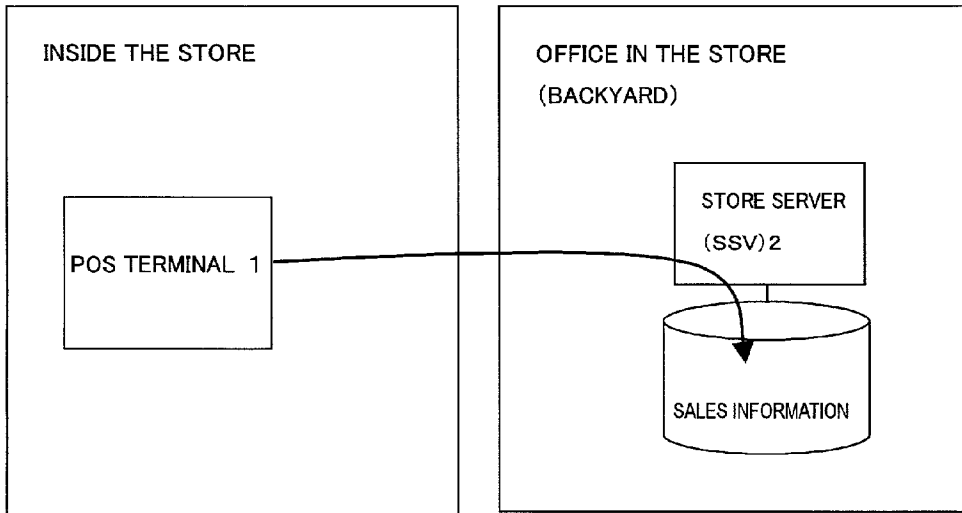 INSIDE THE STORE
POS TERMINAL 1
OFFICE IN THE STORE
(BACKYARD)
STORE SERVER
(SSV)2
SALES INFORMATION